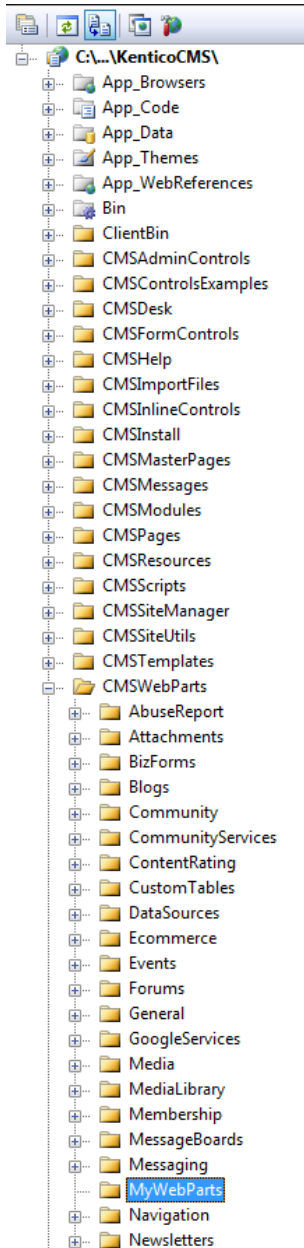 C:\...\KenticoCMS\
App_Browsers
App_Code
App_Data
App_Themes
App_WebReferences
Bin
ClientBin
CMSAdminControls
CMSControlsExamples
CMSDesk
CMSFormControls
CMSHelp
CMSImportFiles
CMSInlineControls
CMSInstall
CMSMasterPages
CMSMessages
CMSModules
CMSPages
CMSResources
CMSScripts
CMSSiteManager
CMSSiteUtils
CMSTemplates
CMSWebParts
AbuseReport
Attachments
BizForms
Blogs
Community
CommunityServices
ContentRating
CustomTables
DataSources
Ecommerce
Events
Forums
General
GoogleServices
Media
MediaLibrary
Membership
MessageBoards
Messaging
MyWebParts
Navigation
Newsletters